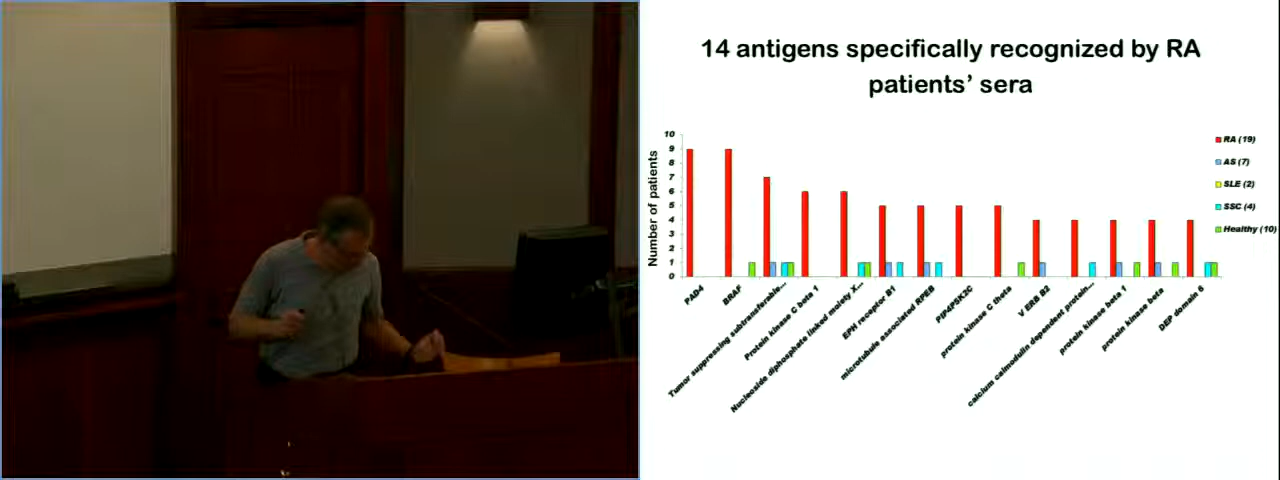 14 antigens specifically recognized by RA
patients' sera
Number of patients
10
9
8
7
6
5
4
3
2
1
0
RA (19)
AS (7)
SLE (2)
SSC (4)
Healthy (10)
PAD4
BRAF
Tumor suppressing subtransferable...
Protein kinase C beta 1
Nucleoside diphosphate linked moiety X...
EPH receptor B1
microtubule associated RPEB
PIP4P5K2C
protein kinase C theta
V ERB B2
calcium calmodulin dependent protein...
protein kinase beta 1
protein kinase beta
DEP domain 6